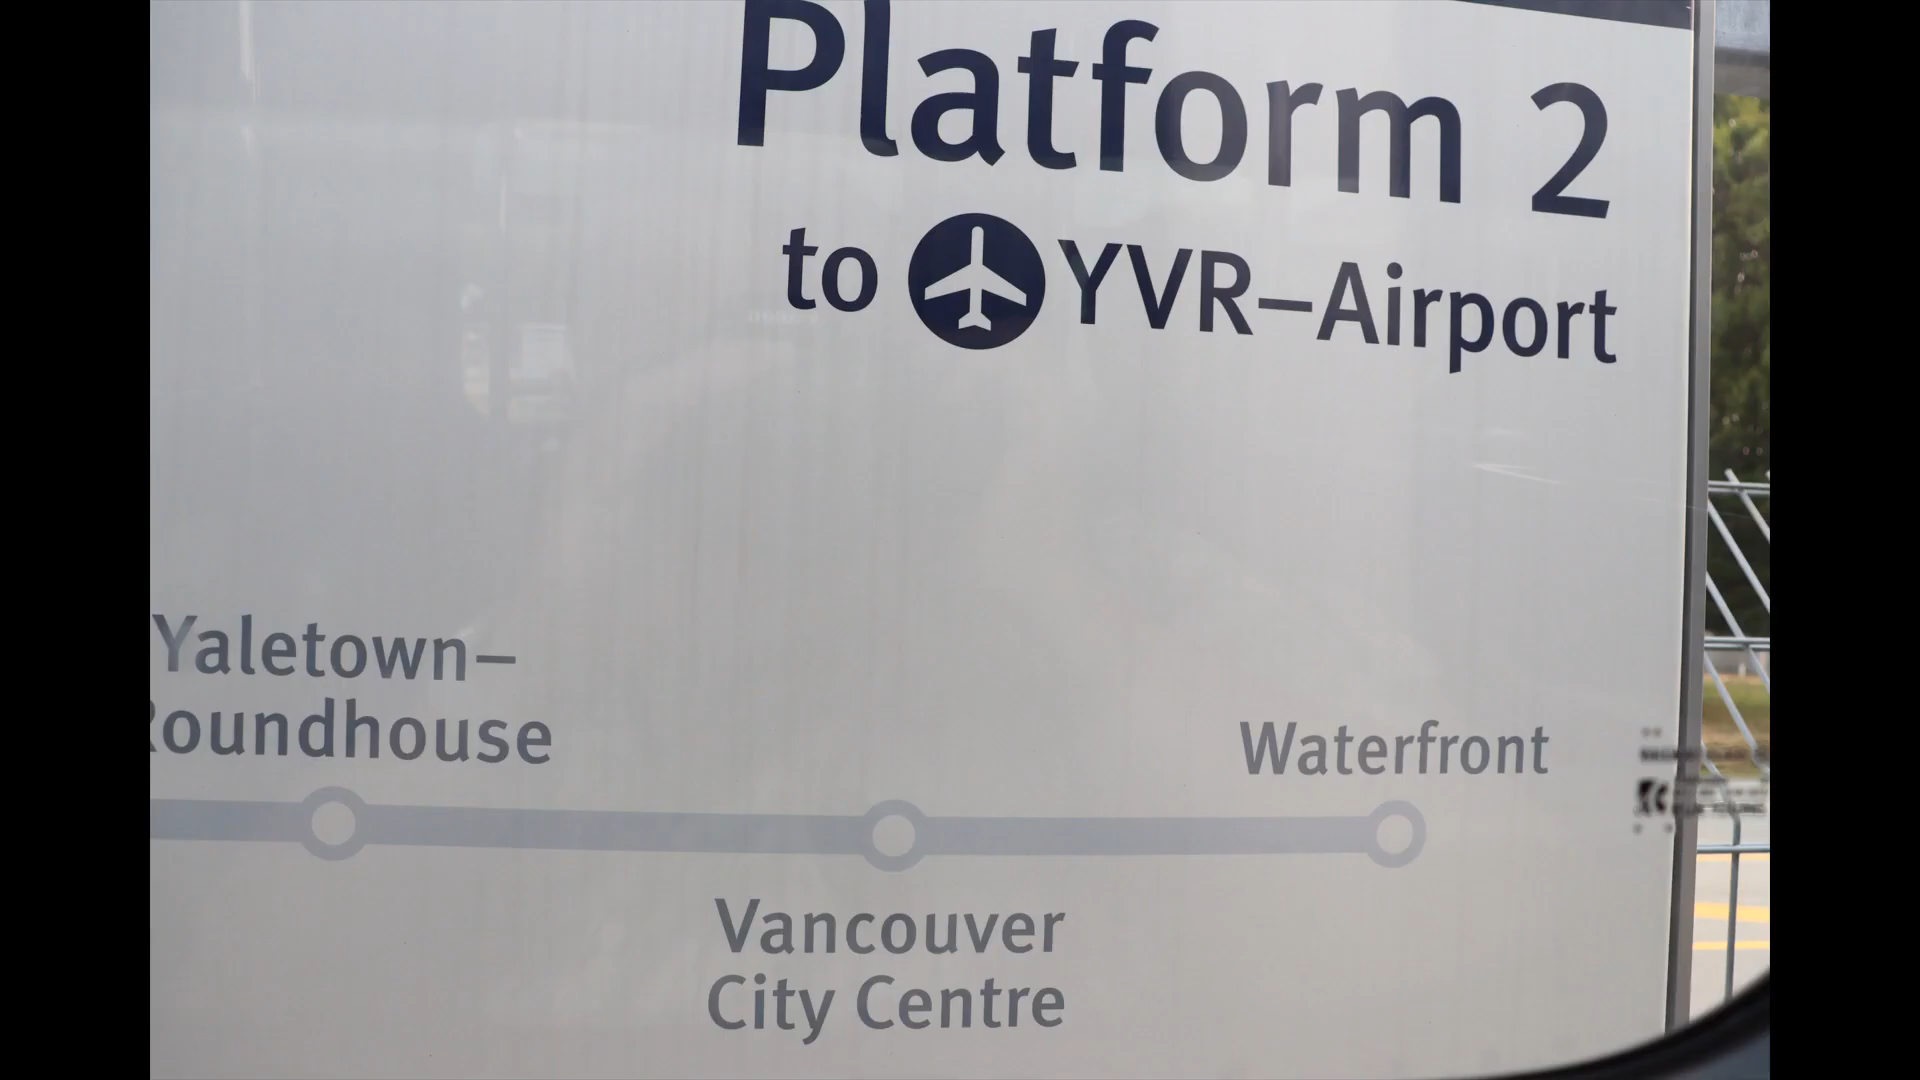 Platform 2
to YVR–Airport
Yaletown–
Roundhouse
Waterfront
Vancouver
City Centre